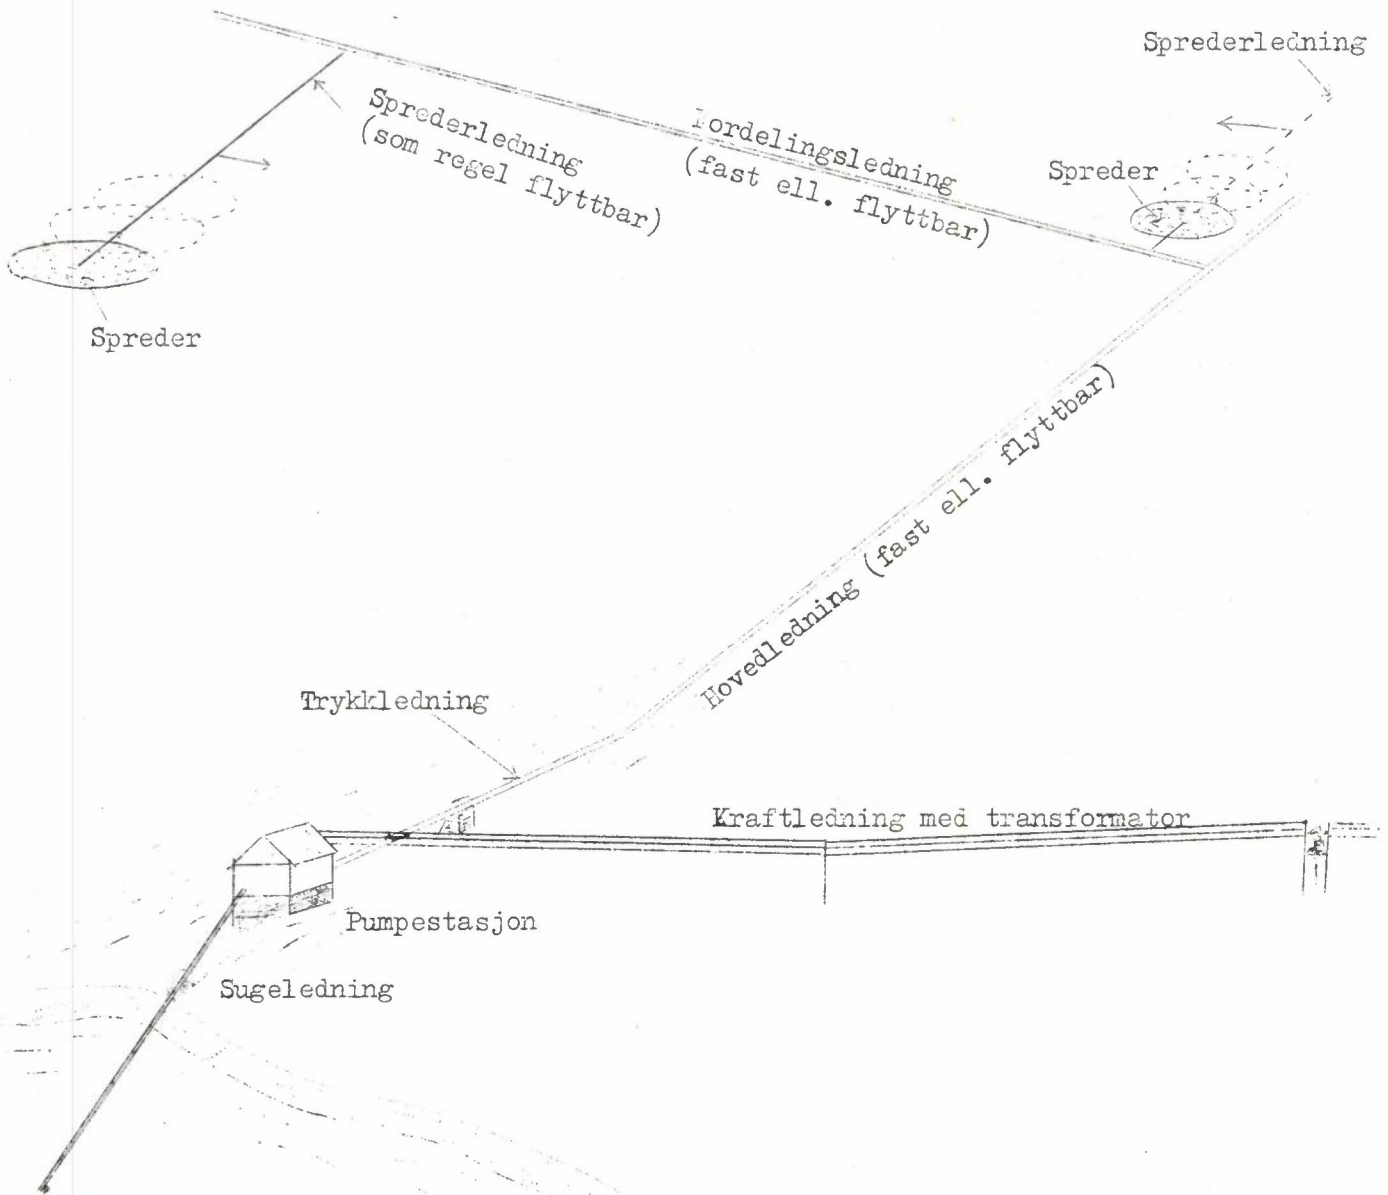 Sprederledning
Sprederledning
(som regel flyttbar)
Fordelingsledning
(fast ell. flyttbar)
Spreder
Spreder
Hovedledning (fast ell. flyttbar)
Trykkledning
Kraftledning med transformator
Pumpestasjon
Sugeledning